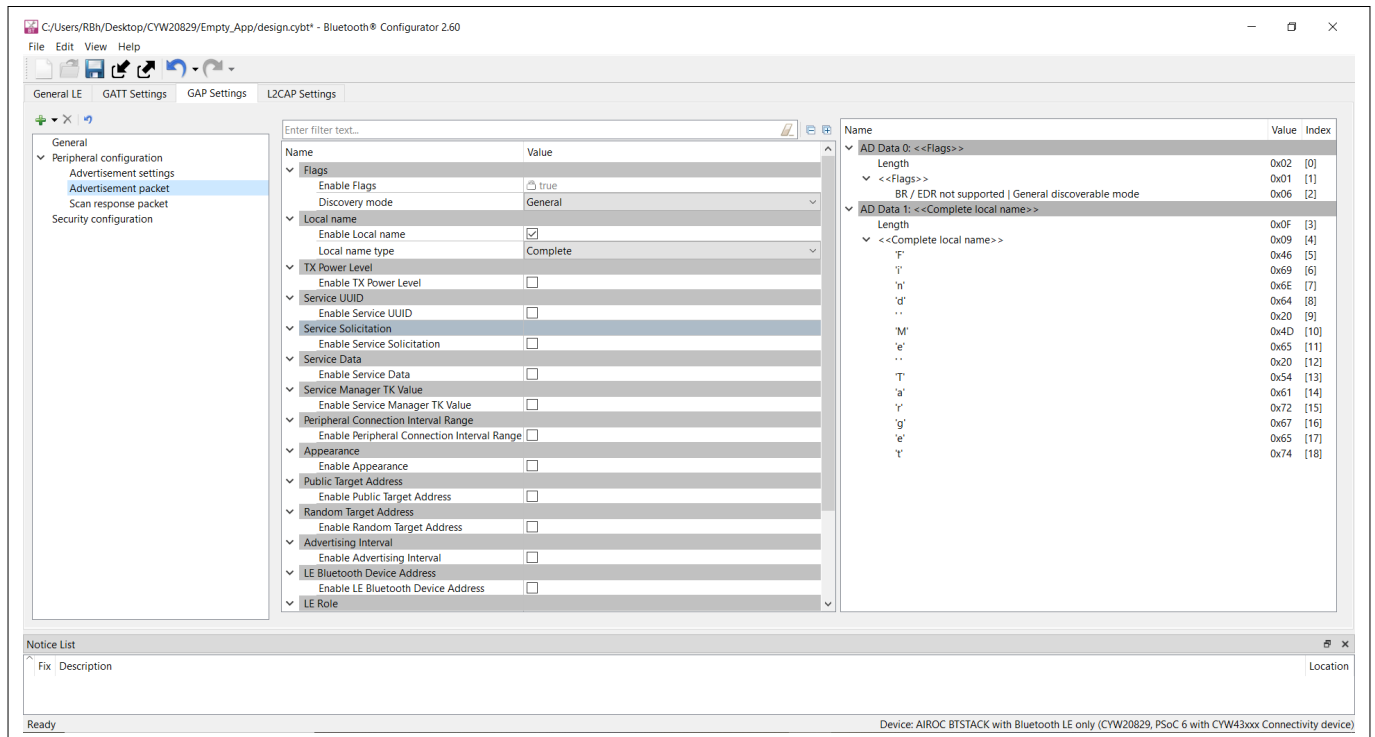 C:/Users/RBh/Desktop/CYW20829/Empty_App/design.cybt* - Bluetooth® Configurator 2.60
File Edit View Help
General LE GATT Settings GAP Settings L2CAP Settings
General
Peripheral configuration
Advertisement settings
Advertisement packet
Scan response packet
Security configuration
Enter filter text...
Name Value
Flags
Enable Flags true
Discovery mode General
Local name
Enable Local name
Local name type Complete
TX Power Level
Enable TX Power Level
Service UUID
Enable Service UUID
Service Solicitation
Enable Service Solicitation
Service Data
Enable Service Data
Service Manager TK Value
Enable Service Manager TK Value
Peripheral Connection Interval Range
Enable Peripheral Connection Interval Range
Appearance
Enable Appearance
Public Target Address
Enable Public Target Address
Random Target Address
Enable Random Target Address
Advertising Interval
Enable Advertising Interval
LE Bluetooth Device Address
Enable LE Bluetooth Device Address
LE Role
Name Value Index
AD Data 0: <<Flags>>
Length 0x02 [0]
<<Flags>> 0x01 [1]
BR / EDR not supported | General discoverable mode 0x06 [2]
AD Data 1: <<Complete local name>>
Length 0x0F [3]
<<Complete local name>> 0x09 [4]
'F' 0x46 [5]
'i' 0x69 [6]
'n' 0x6E [7]
'd' 0x64 [8]
' ' 0x20 [9]
'M' 0x4D [10]
'e' 0x65 [11]
' ' 0x20 [12]
'T' 0x54 [13]
'a' 0x61 [14]
'r' 0x72 [15]
'g' 0x67 [16]
'e' 0x65 [17]
't' 0x74 [18]
Notice List
Fix Description Location
Ready Device: AIROC BTSTACK with Bluetooth LE only (CYW20829, PSoC 6 with CYW43xxx Connectivity device)